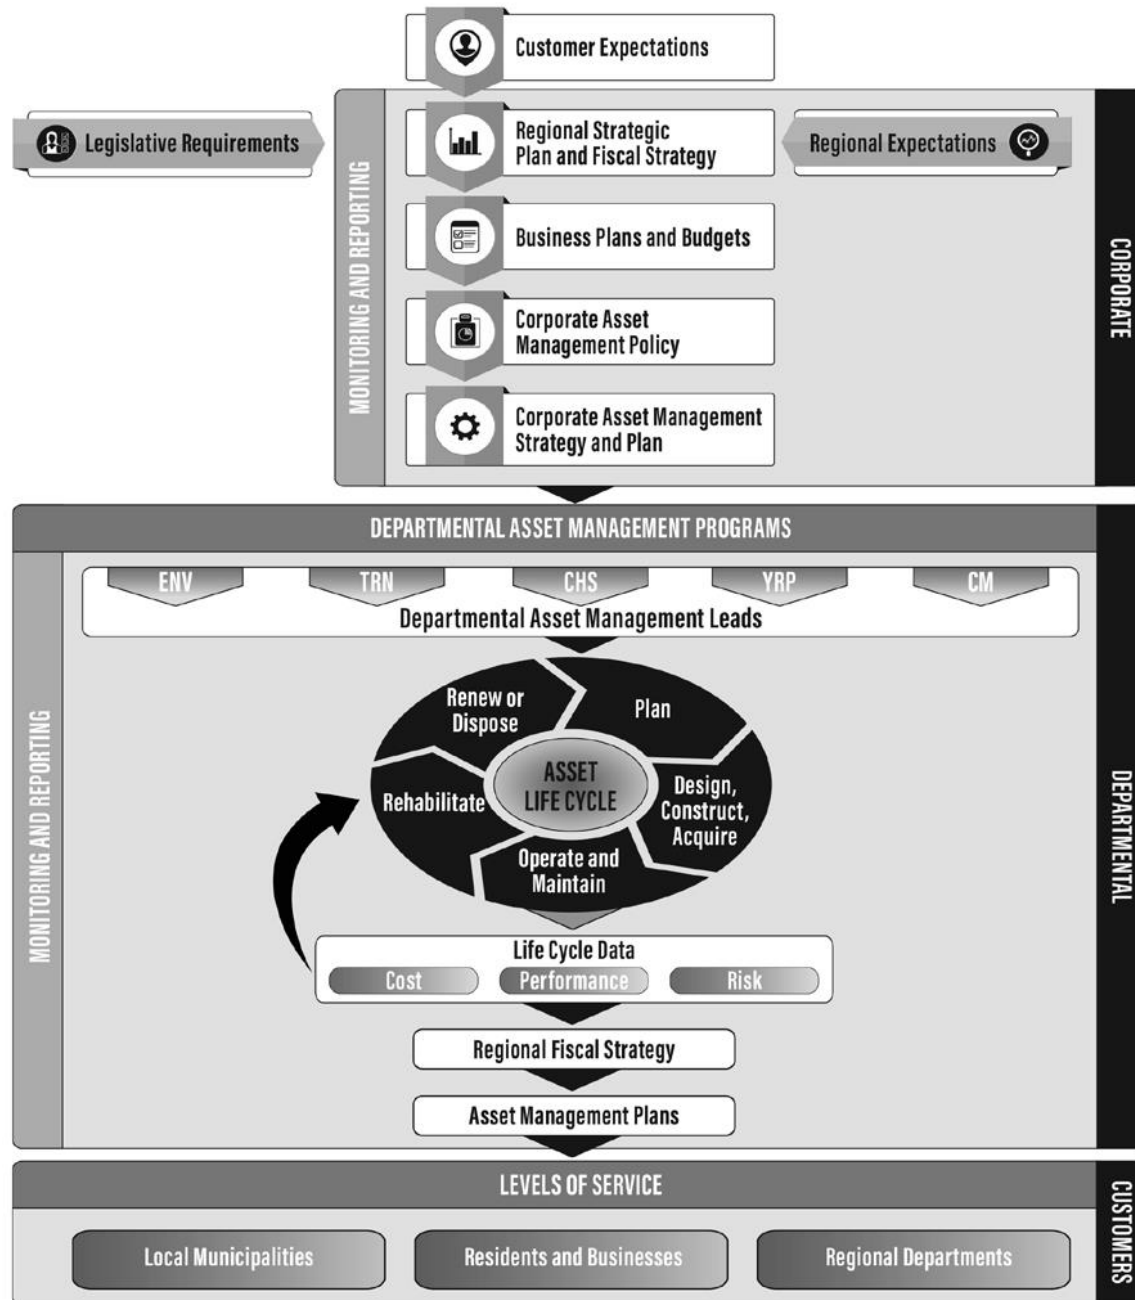 Customer Expectations
Legislative Requirements
Regional Strategic
Plan and Fiscal Strategy
Regional Expectations
MONITORING AND REPORTING
CORPORATE
Business Plans and Budgets
Corporate Asset
Management Policy
Corporate Asset Management
Strategy and Plan
DEPARTMENTAL ASSET MANAGEMENT PROGRAMS
MONITORING AND REPORTING
DEPARTMENTAL
ENV
TRN
CHS
YRP
CM
Departmental Asset Management Leads
Renew or
Dispose
Plan
ASSET
LIFE CYCLE
Rehabilitate
Design,
Construct,
Acquire
Operate and
Maintain
Life Cycle Data
Cost
Performance
Risk
Regional Fiscal Strategy
Asset Management Plans
LEVELS OF SERVICE
CUSTOMERS
Local Municipalities
Residents and Businesses
Regional Departments